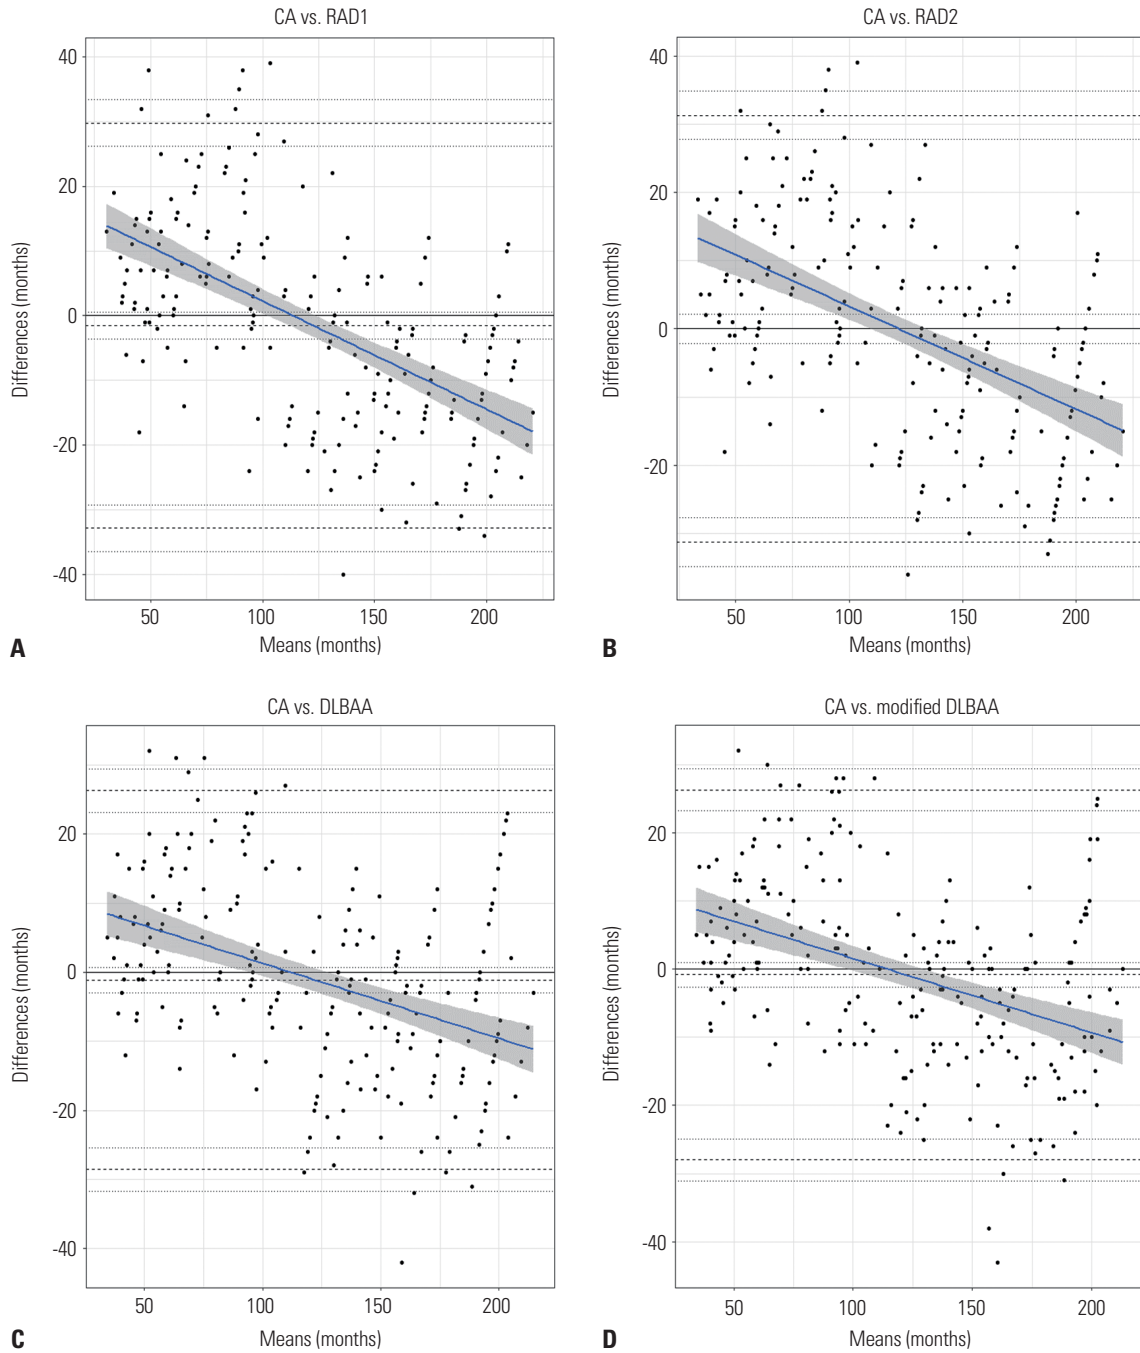 CA vs. RAD1
40
20
0
-20
-40
Differences (months)
50 100 150 200
Means (months)
A
CA vs. RAD2
40
20
0
-20
Differences (months)
50 100 150 200
Means (months)
B
CA vs. DLBAA
20
0
-20
-40
Differences (months)
50 100 150 200
Means (months)
C
CA vs. modified DLBAA
20
0
-20
-40
Differences (months)
50 100 150 200
Means (months)
D